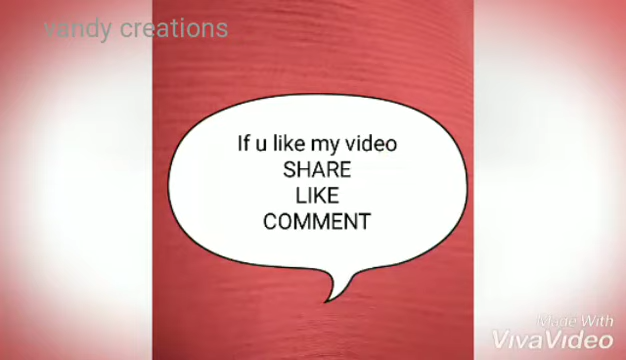 vandy creations
If u like my video
SHARE
LIKE
COMMENT
Made With
VivaVideo